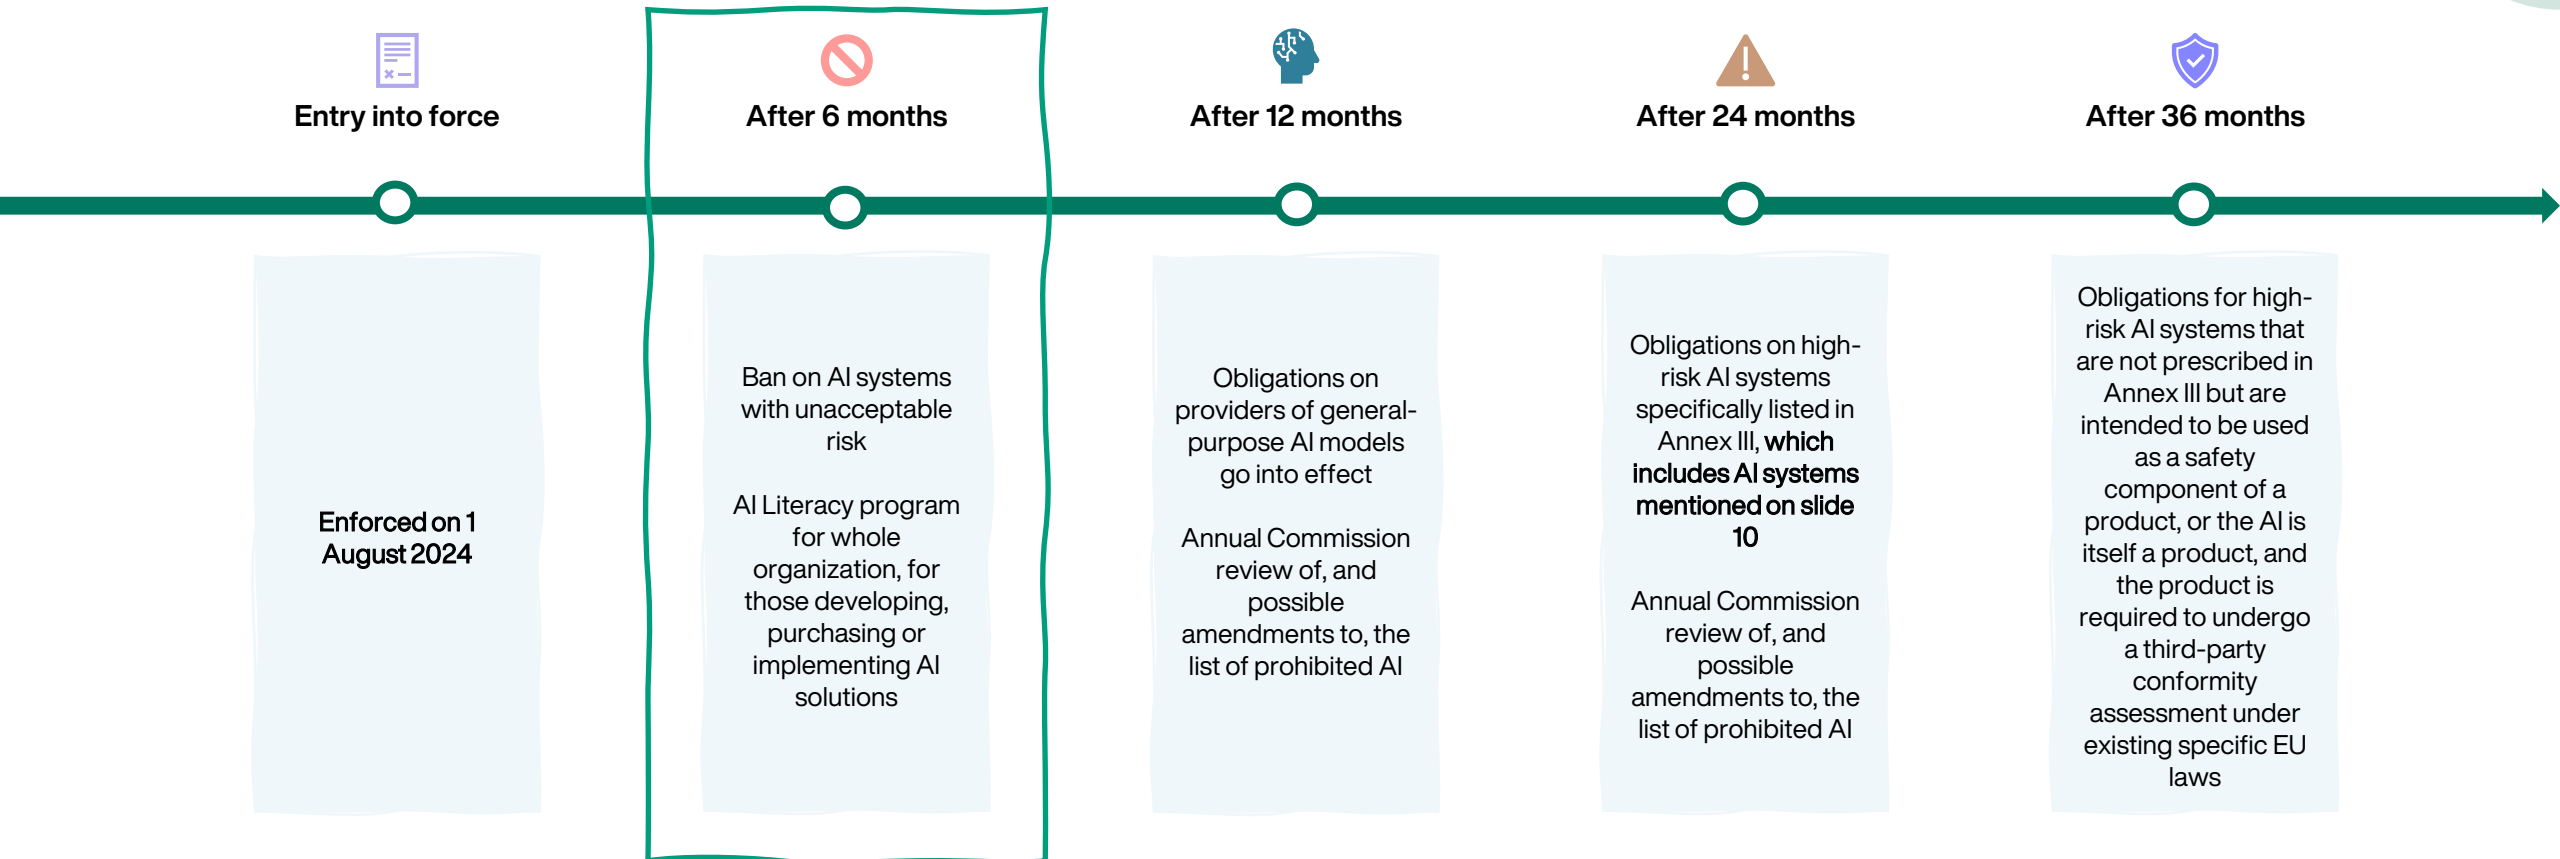 Entry into force
Enforced on 1
August 2024
After 6 months
Ban on AI systems
with unacceptable
risk
AI Literacy program
for whole
organization, for
those developing,
purchasing or
implementing AI
solutions
After 12 months
Obligations on
providers of general-
purpose AI models
go into effect
Annual Commission
review of, and
possible
amendments to, the
list of prohibited AI
After 24 months
Obligations on high-
risk AI systems
specifically listed in
Annex III, which
includes AI systems
mentioned on slide
10
Annual Commission
review of, and
possible
amendments to, the
list of prohibited AI
After 36 months
Obligations for high-
risk AI systems that
are not prescribed in
Annex III but are
intended to be used
as a safety
component of a
product, or the AI is
itself a product, and
the product is
required to undergo
a third-party
conformity
assessment under
existing specific EU
laws